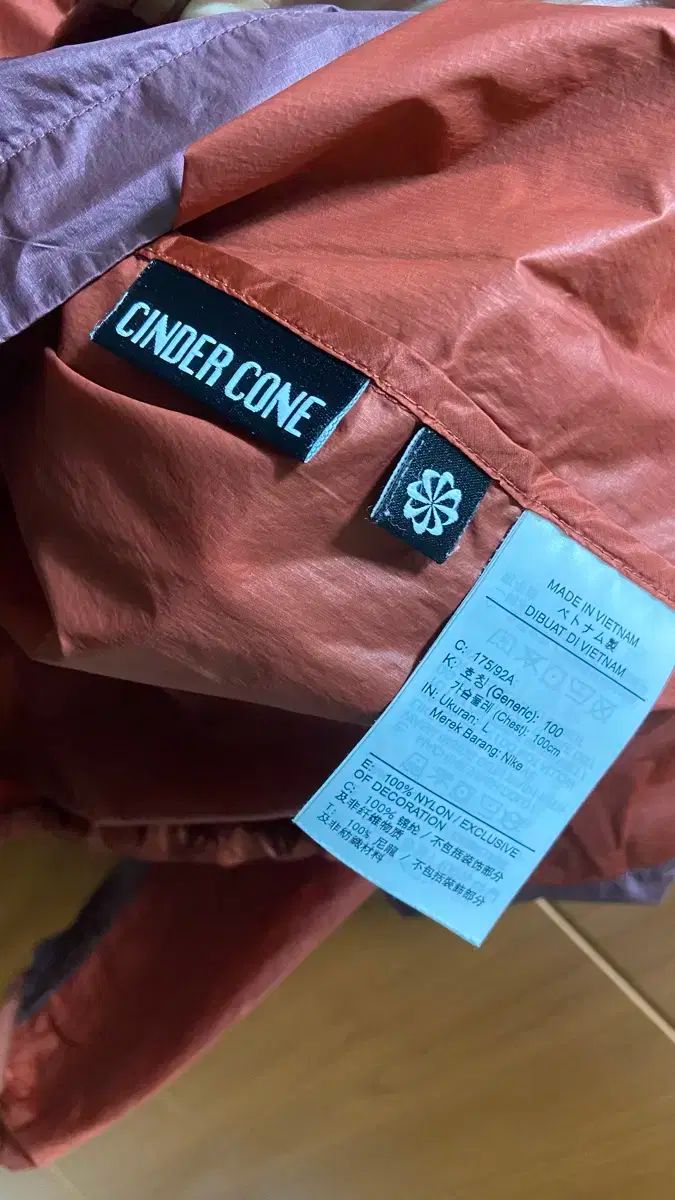 CINDER CONE
MADE IN VIETNAM
ベトナム製
DIBUAT DI VIETNAM
C: 175/92A
K: 호칭 (Generic): 100
가슴둘레 (Chest): 100cm
IN: Ukuran: L
Merek Barang: Nike
E: 100% NYLON / EXCLUSIVE
OF DECORATION
C: 100% 锦纶 / 不包括装饰部分
及非纤维物质
T: 100% 尼龍 / 不包括裝飾部分
及非紡織材料